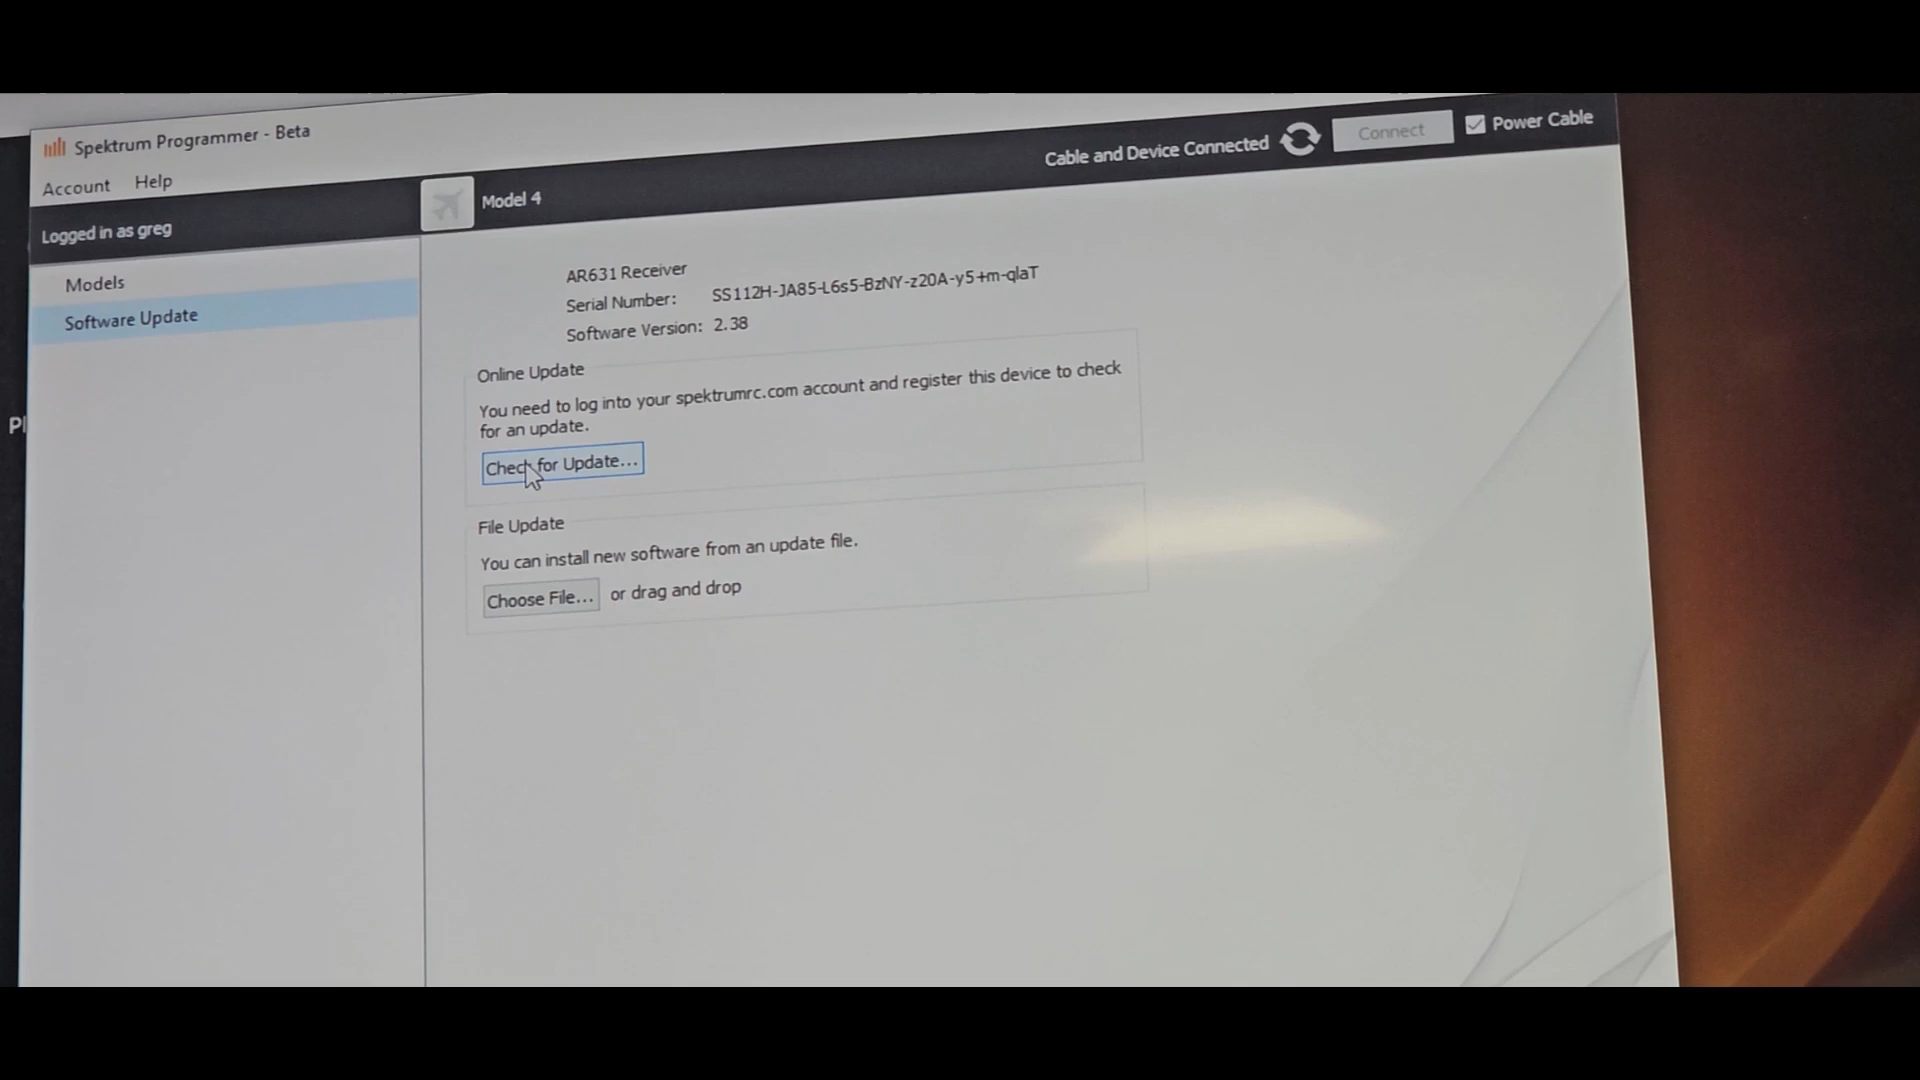 Spektrum Programmer - Beta
Account Help
Cable and Device Connected Connect Power Cable
Logged in as greg
Model 4
Models
Software Update
AR631 Receiver
Serial Number: SS112H-JA85-L6s5-BzNY-z20A-y5+m-qlaT
Software Version: 2.38
Online Update
You need to log into your spektrumrc.com account and register this device to check
for an update.
Check for Update...
File Update
You can install new software from an update file.
Choose File... or drag and drop
Pl